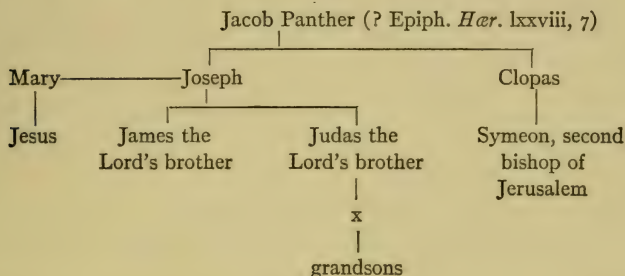 Jacob Panther (? Epiph. Hær. lxxviii, 7)
Mary Joseph Clopas
Jesus James the Judas the Symeon, second
Lord's brother Lord's brother bishop of
Jerusalem
x
grandsons